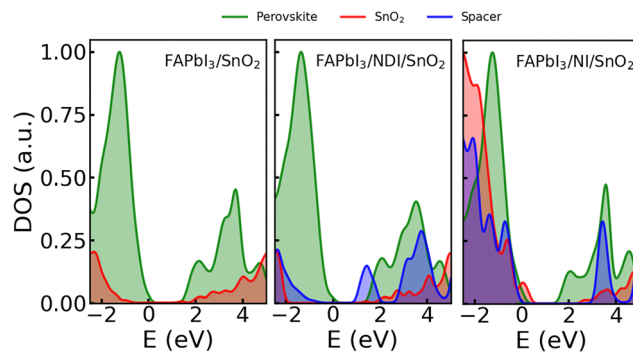 Perovskite SnO₂ Spacer
FAPbI₃/SnO₂
FAPbI₃/NDI/SnO₂
FAPbI₃/NI/SnO₂
DOS (a.u.)
1.00
0.75
0.50
0.25
0.00
−2 0 2 4
−2 0 2 4
−2 0 2 4
E (eV)
E (eV)
E (eV)